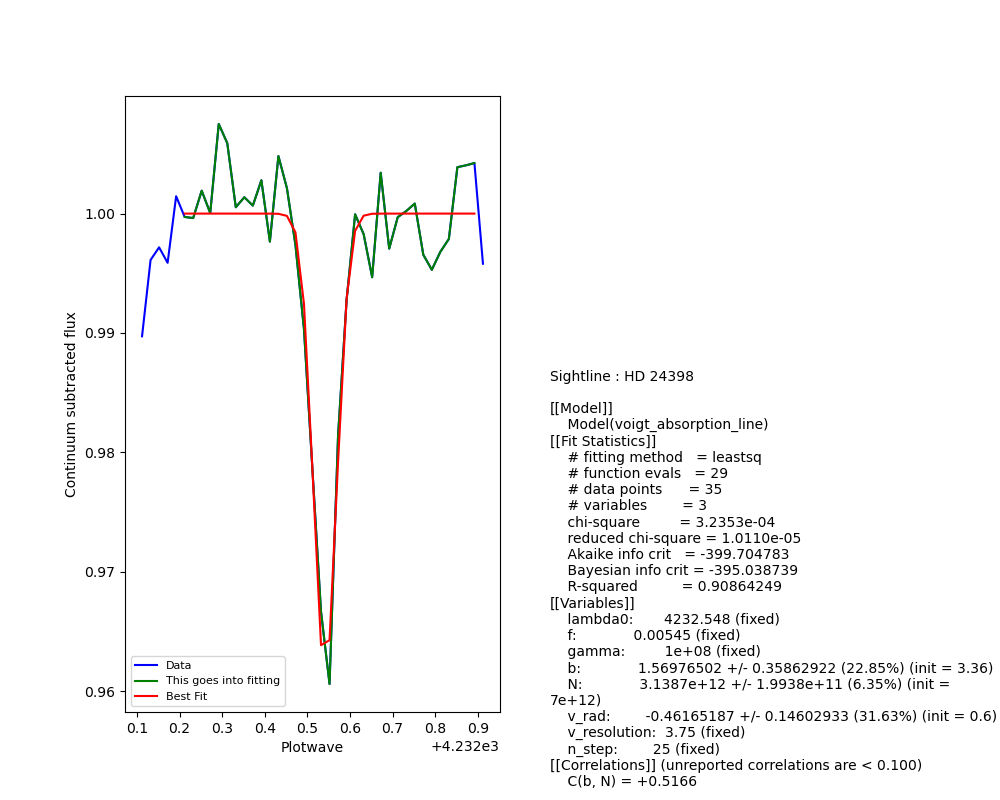 1.00
0.99
0.98
0.97
0.96
Continuum subtracted flux
Data
This goes into fitting
Best Fit
0.1 0.2 0.3 0.4 0.5 0.6 0.7 0.8 0.9
Plotwave
+4.232e3
Sightline : HD 24398
[[Model]]
Model(voigt_absorption_line)
[[Fit Statistics]]
# fitting method = leastsq
# function evals = 29
# data points = 35
# variables = 3
chi-square = 3.2353e-04
reduced chi-square = 1.0110e-05
Akaike info crit = -399.704783
Bayesian info crit = -395.038739
R-squared = 0.90864249
[[Variables]]
lambda0: 4232.548 (fixed)
f: 0.00545 (fixed)
gamma: 1e+08 (fixed)
b: 1.56976502 +/- 0.35862922 (22.85%) (init = 3.36)
N: 3.1387e+12 +/- 1.9938e+11 (6.35%) (init =
7e+12)
v_rad: -0.46165187 +/- 0.14602933 (31.63%) (init = 0.6)
v_resolution: 3.75 (fixed)
n_step: 25 (fixed)
[[Correlations]] (unreported correlations are < 0.100)
C(b, N) = +0.5166